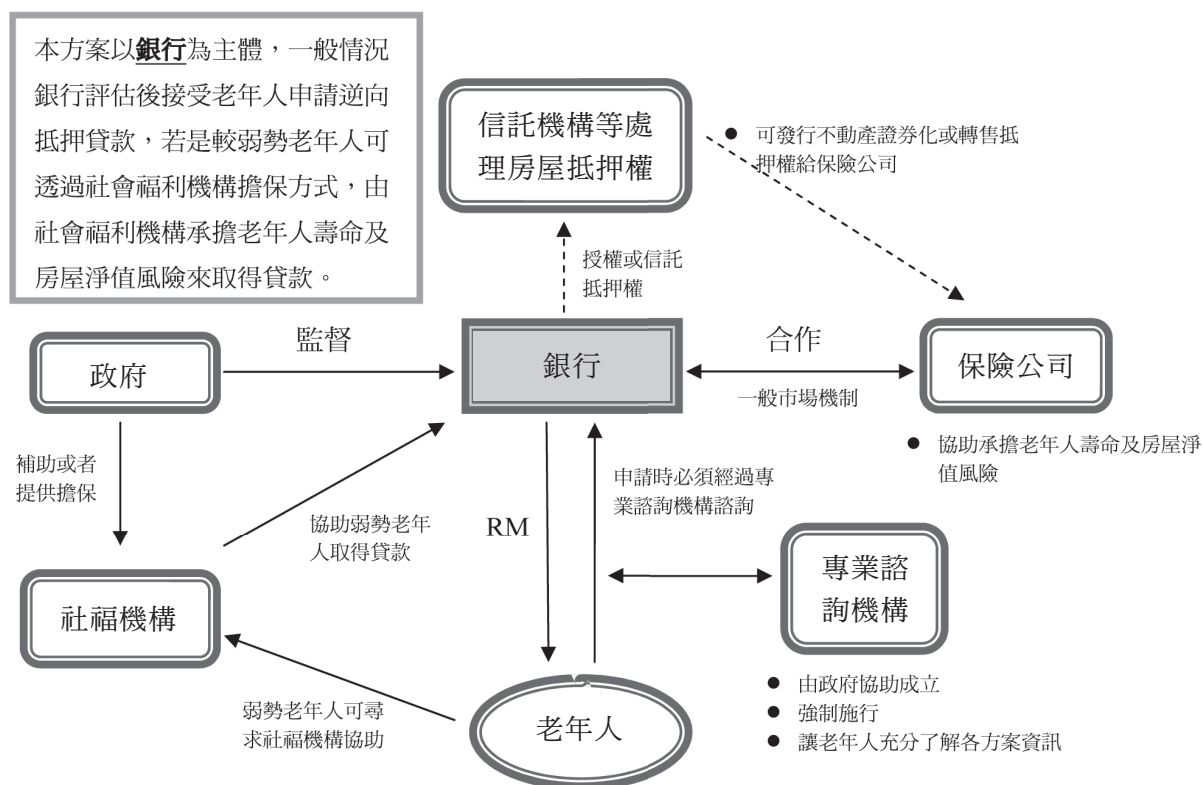 本方案以銀行為主體，一般情況
銀行評估後接受老年人申請逆向
抵押貸款，若是較弱勢老年人可
透過社會福利機構擔保方式，由
社會福利機構承擔老年人壽命及
房屋淨值風險來取得貸款。
信託機構等處
理房屋抵押權
● 可發行不動產證券化或轉售抵
押權給保險公司
授權或信託
抵押權
政府
監督
銀行
合作
一般市場機制
保險公司
● 協助承擔老年人壽命及房屋淨
值風險
補助或者
提供擔保
協助弱勢老年
人取得貸款
RM
申請時必須經過專
業諮詢機構諮詢
社福機構
專業諮
詢機構
● 由政府協助成立
● 強制施行
● 讓老年人充分了解各方案資訊
弱勢老年人可尋
求社福機構協助
老年人